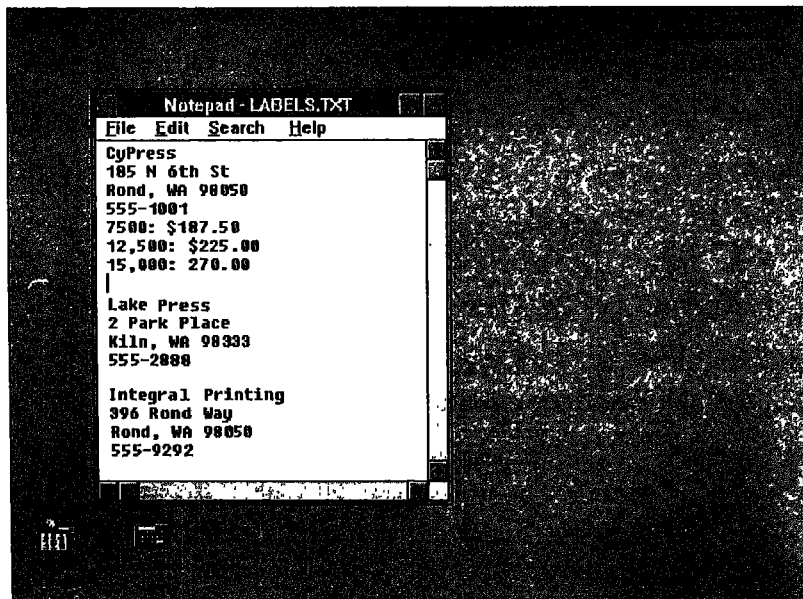 Notepad - LABELS.TXT
File Edit Search Help
CyPress
185 N 6th St
Rond, WA 98050
555-1001
7500: $187.50
12,500: $225.00
15,000: 270.00
Lake Press
2 Park Place
Kiln, WA 98333
555-2888
Integral Printing
396 Rond Way
Rond, WA 98050
555-9292